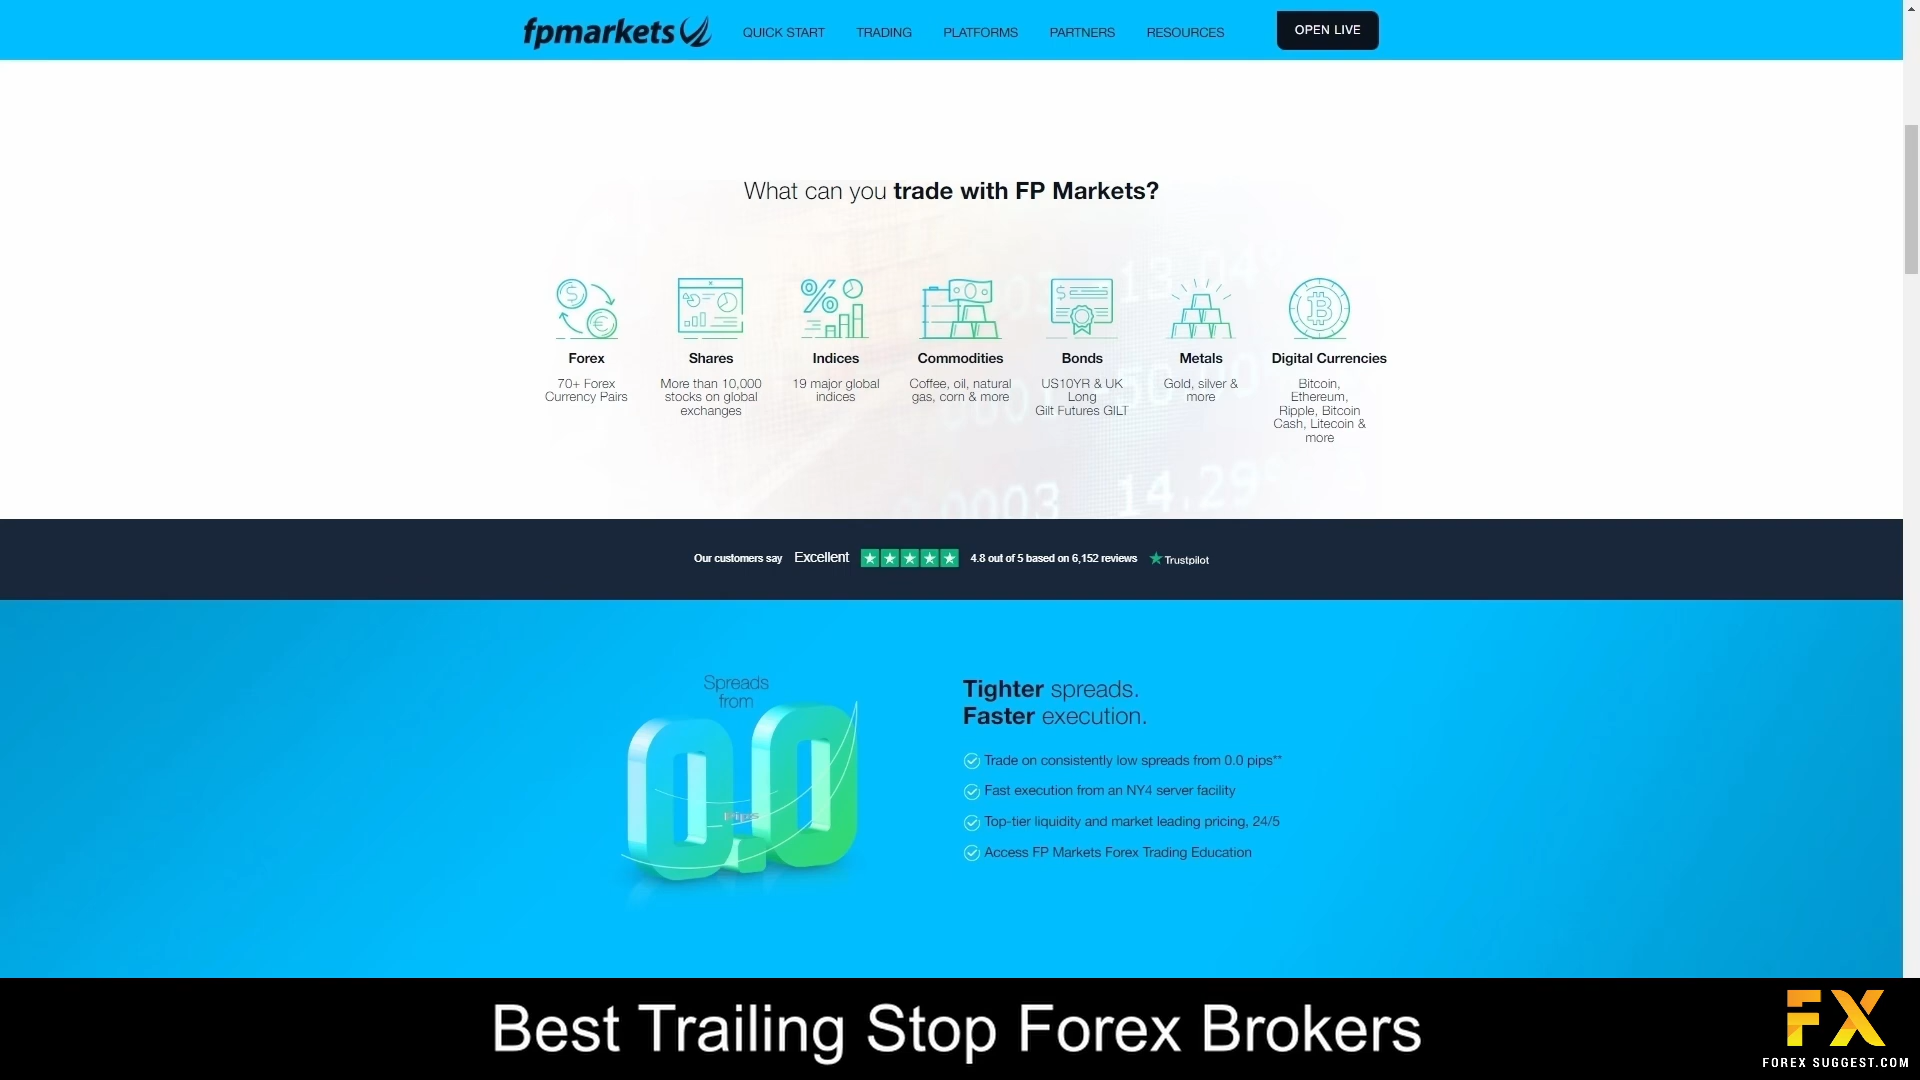 fpmarkets
QUICK START
TRADING
PLATFORMS
PARTNERS
RESOURCES
OPEN LIVE
What can you trade with FP Markets?
Forex
70+ Forex
Currency Pairs
Shares
More than 10,000
stocks on global
exchanges
Indices
19 major global
indices
Commodities
Coffee, oil, natural
gas, corn & more
Bonds
US10YR & UK
Long
Gilt Futures GILT
Metals
Gold, silver &
more
Digital Currencies
Bitcoin,
Ethereum,
Ripple, Bitcoin
Cash, Litecoin &
more
Our customers say Excellent 4.8 out of 5 based on 6,152 reviews Trustpilot
Spreads
from
0.0
Pips
Tighter spreads.
Faster execution.
Trade on consistently low spreads from 0.0 pips**
Fast execution from an NY4 server facility
Top-tier liquidity and market leading pricing, 24/5
Access FP Markets Forex Trading Education
Best Trailing Stop Forex Brokers
FX
FOREX SUGGEST.COM